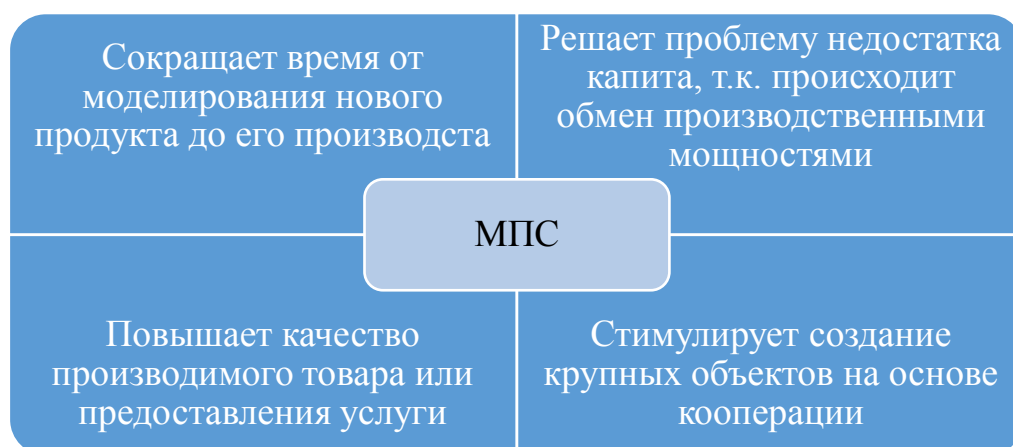 Сокращает время от
моделирования нового
продукта до его производста
Решает проблему недостатка
капита, т.к. происходит
обмен производственными
мощностями
МПС
Повышает качество
производимого товара или
предоставления услуги
Стимулирует создание
крупных объектов на основе
кооперации